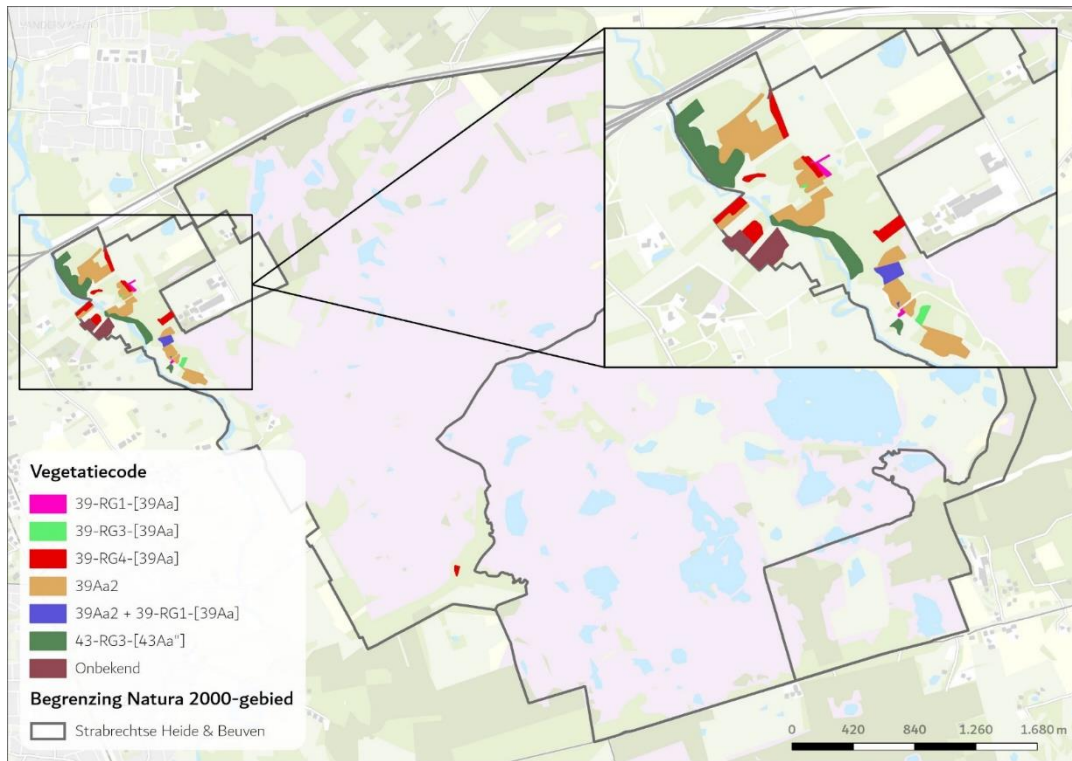 Vegetatiecode
39-RG1-[39Aa]
39-RG3-[39Aa]
39-RG4-[39Aa]
39Aa2
39Aa2 + 39-RG1-[39Aa]
43-RG3-[43Aa"]
Onbekend
Begrenzing Natura 2000-gebied
Strabrechtse Heide & Beuven
0 420 840 1.260 1.680 m